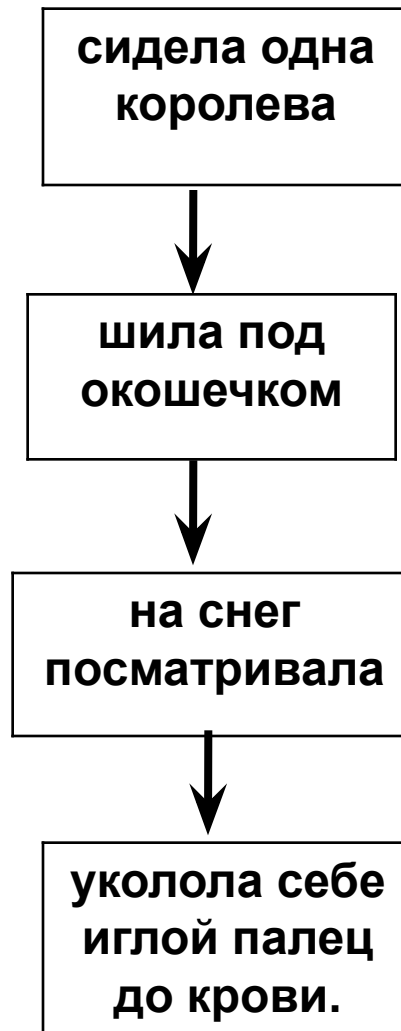 сидела одна
королева
шила под
окошечком
на снег
посматривала
уколола себе
иглой палец
до крови.